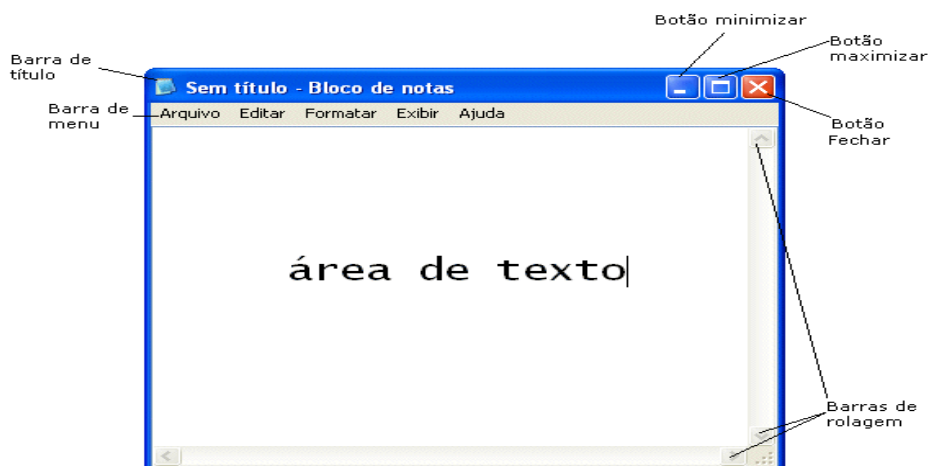 Botão minimizar
Botão
maximizar
Barra de
título
Sem título - Bloco de notas
Barra de
menu
Arquivo Editar Formatar Exibir Ajuda
Botão
Fechar
área de texto
Barras de
rolagem